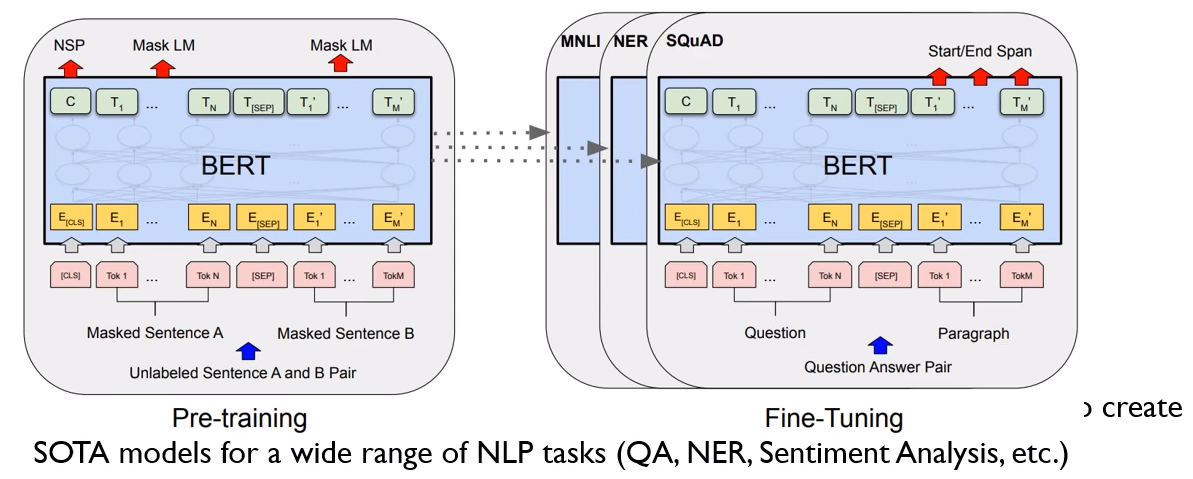 NSP Mask LM Mask LM
C T1 ... TN T[SEP] T1' ... TM'
BERT
E[CLS] E1 ... EN E[SEP] E1' ... EM'
[CLS] Tok 1 ... Tok N [SEP] Tok 1 ... TokM
Masked Sentence A Masked Sentence B
Unlabeled Sentence A and B Pair
Pre-training
MNLI NER SQuAD
Start/End Span
C T1 ... TN T[SEP] T1' ... TM'
BERT
E[CLS] E1 ... EN E[SEP] E1' ... EM'
[CLS] Tok 1 ... Tok N [SEP] Tok 1 ... TokM
Question Paragraph
Question Answer Pair
Fine-Tuning
create
SOTA models for a wide range of NLP tasks (QA, NER, Sentiment Analysis, etc.)